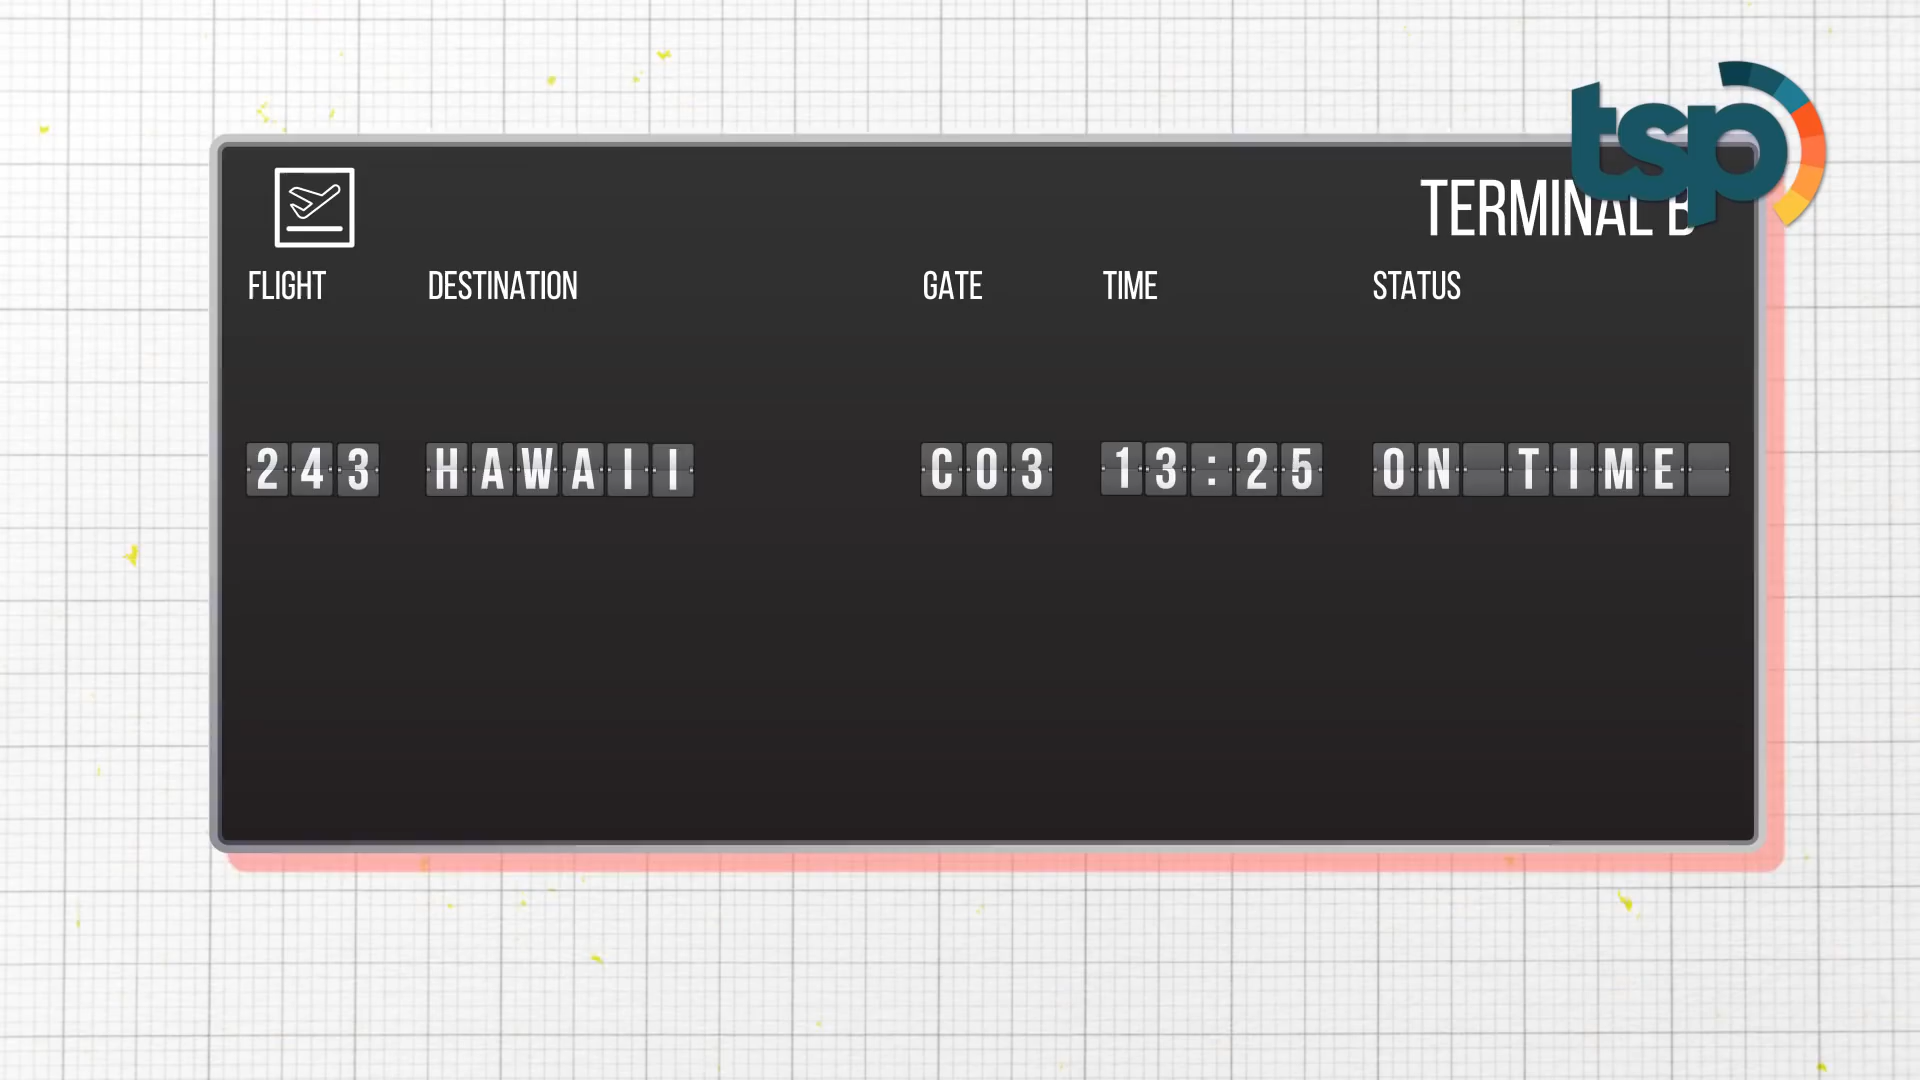 tsp
TERMINAL B
FLIGHT DESTINATION GATE TIME STATUS
243 HAWAII C03 13:25 ON TIME